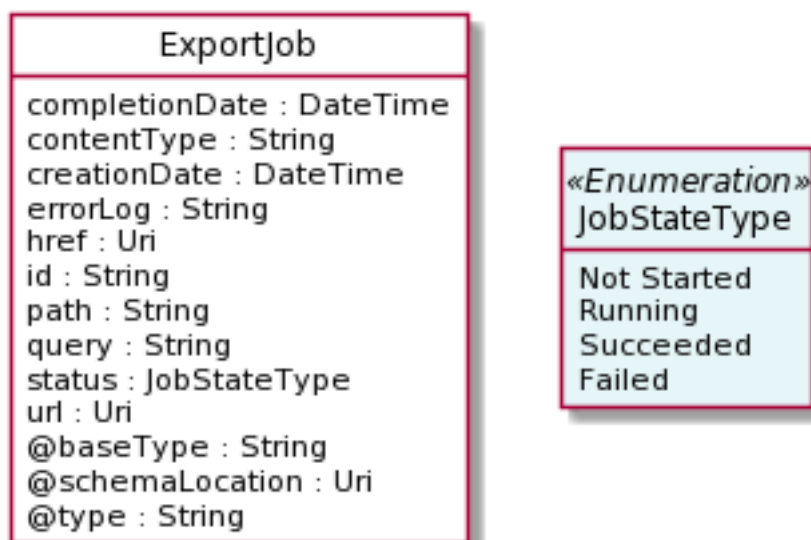 ExportJob
completionDate : DateTime
contentType : String
creationDate : DateTime
errorLog : String
href : Uri
id : String
path : String
query : String
status : JobStateType
url : Uri
@baseType : String
@schemaLocation : Uri
@type : String
«Enumeration»
JobStateType
Not Started
Running
Succeeded
Failed